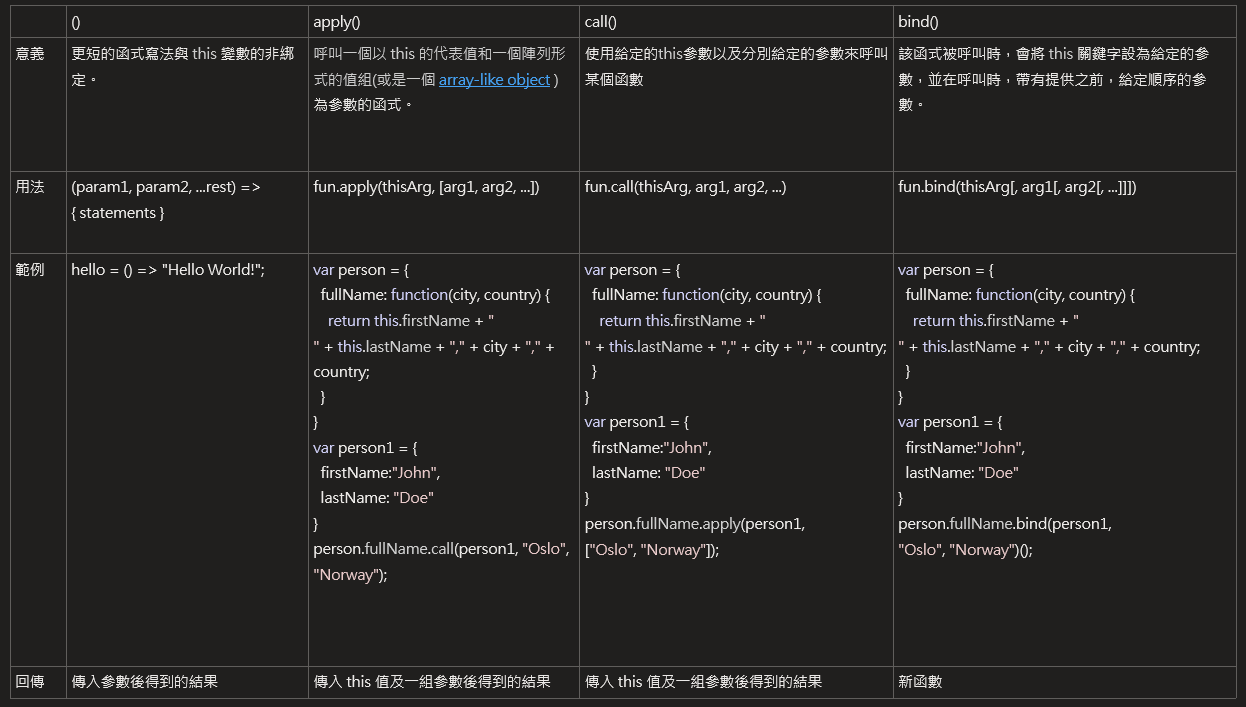 () apply() call() bind()
意義
更短的函式寫法與 this 變數的非綁
定。
呼叫一個以 this 的代表值和一個陣列形
式的值組(或是一個 array-like object )
為參數的函式。
使用給定的this參數以及分別給定的參數來呼叫
某個函數
該函式被呼叫時，會將 this 關鍵字設為給定的參
數，並在呼叫時，帶有提供之前，給定順序的參
數。
用法
(param1, param2, …rest) =>
{ statements }
fun.apply(thisArg, [arg1, arg2, ...])
fun.call(thisArg, arg1, arg2, ...)
fun.bind(thisArg[, arg1[, arg2[, ...]]])
範例
hello = () => "Hello World!";
var person = {
fullName: function(city, country) {
return this.firstName + "
" + this.lastName + "," + city + "," +
country;
}
}
var person1 = {
firstName:"John",
lastName: "Doe"
}
person.fullName.call(person1, "Oslo",
"Norway");
var person = {
fullName: function(city, country) {
return this.firstName + "
" + this.lastName + "," + city + "," + country;
}
}
var person1 = {
firstName:"John",
lastName: "Doe"
}
person.fullName.apply(person1,
["Oslo", "Norway"]);
var person = {
fullName: function(city, country) {
return this.firstName + "
" + this.lastName + "," + city + "," + country;
}
}
var person1 = {
firstName:"John",
lastName: "Doe"
}
person.fullName.bind(person1,
"Oslo", "Norway")();
回傳
傳入參數後得到的結果
傳入 this 值及一組參數後得到的結果
傳入 this 值及一組參數後得到的結果
新函數